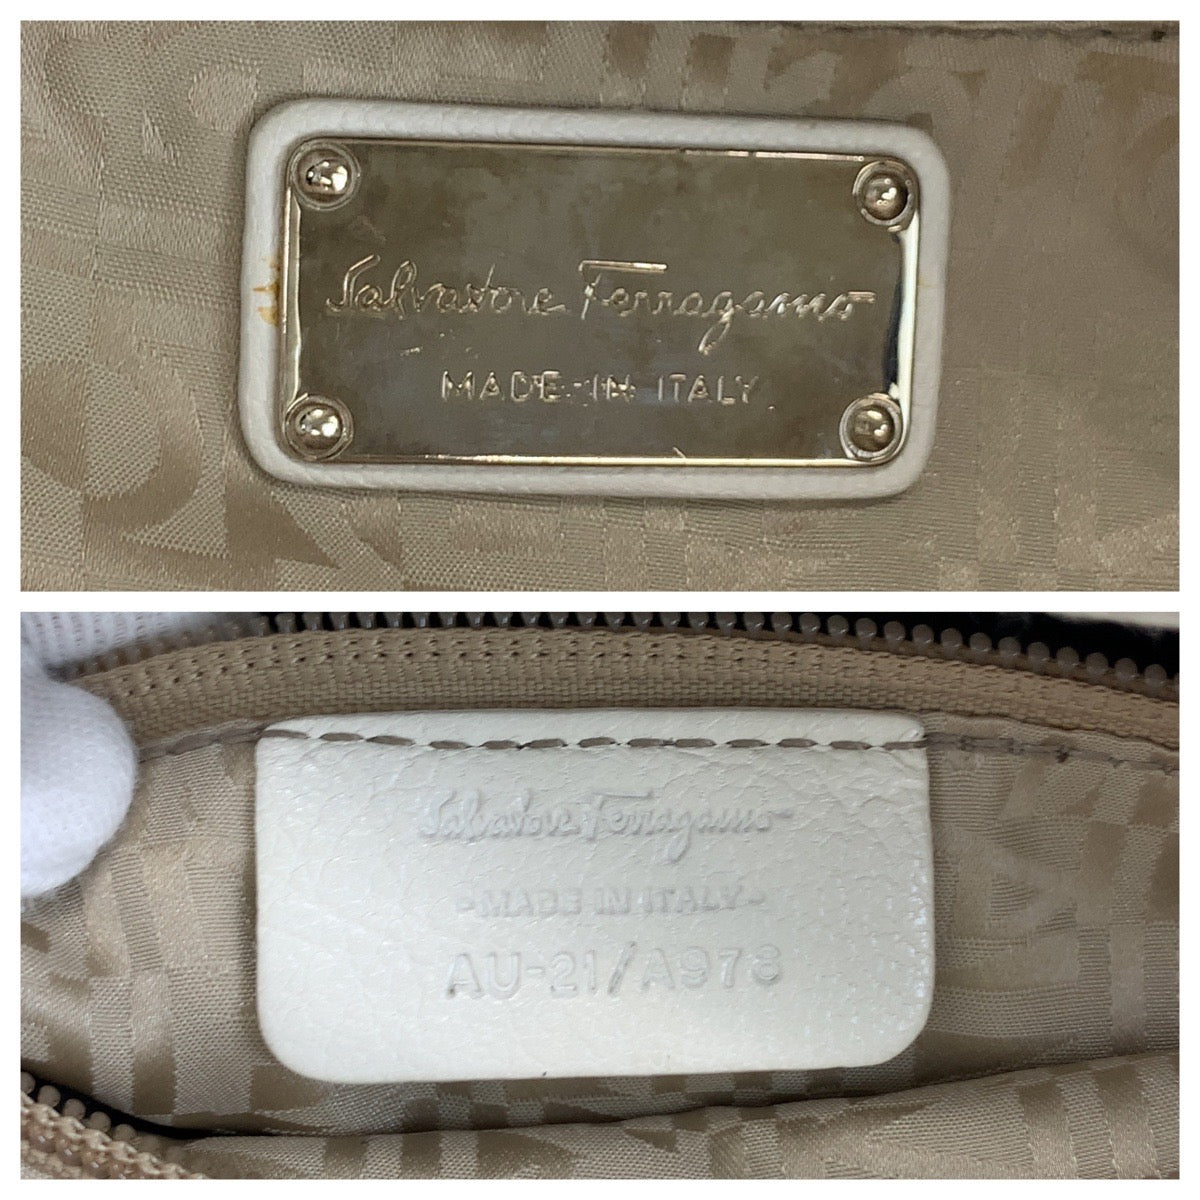 Salvatore Ferragamo
MADE IN ITALY
Salvatore Ferragamo
-MADE IN ITALY-
AU-21/A978